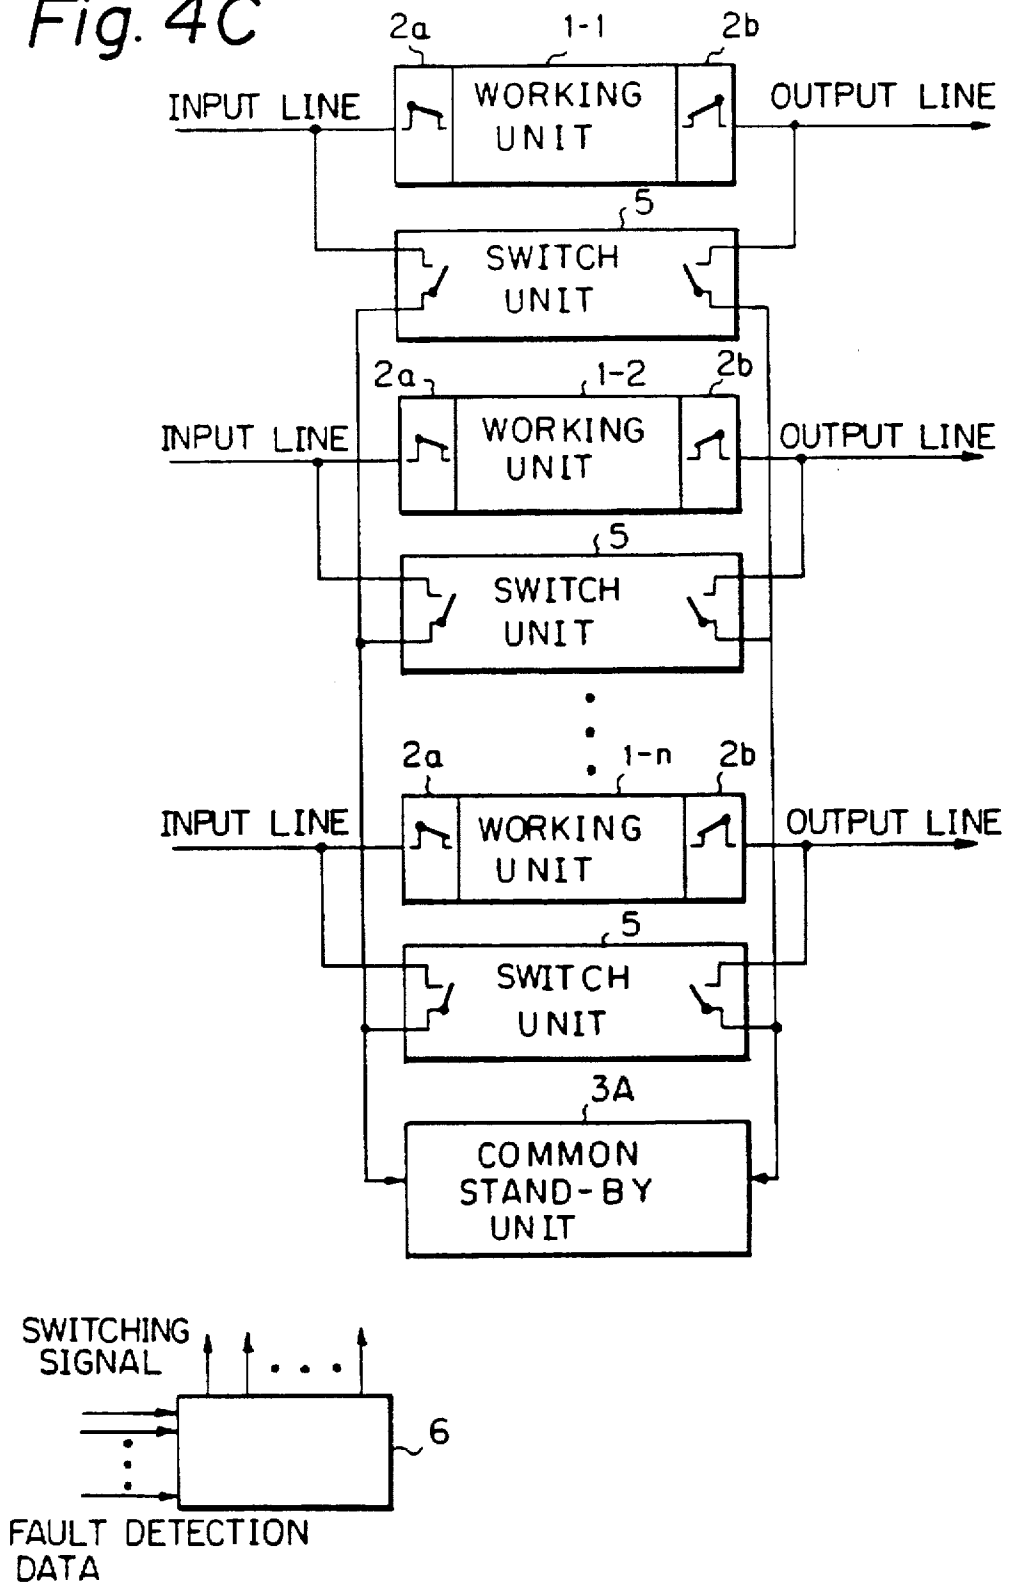 Fig. 4C
2a 1-1 2b
INPUT LINE
WORKING
UNIT
OUTPUT LINE
5
SWITCH
UNIT
2a 1-2 2b
INPUT LINE
WORKING
UNIT
OUTPUT LINE
5
SWITCH
UNIT
2a 1-n 2b
INPUT LINE
WORKING
UNIT
OUTPUT LINE
5
SWITCH
UNIT
3A
COMMON
STAND-BY
UNIT
SWITCHING
SIGNAL
6
FAULT DETECTION
DATA